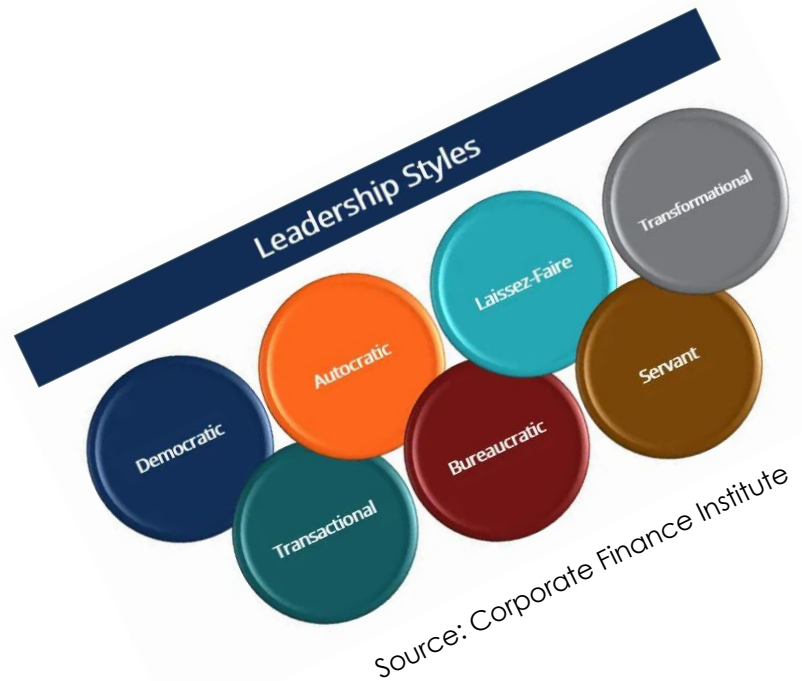 Leadership Styles
Democratic
Autocratic
Laissez-Faire
Transformational
Transactional
Bureaucratic
Servant
Source: Corporate Finance Institute